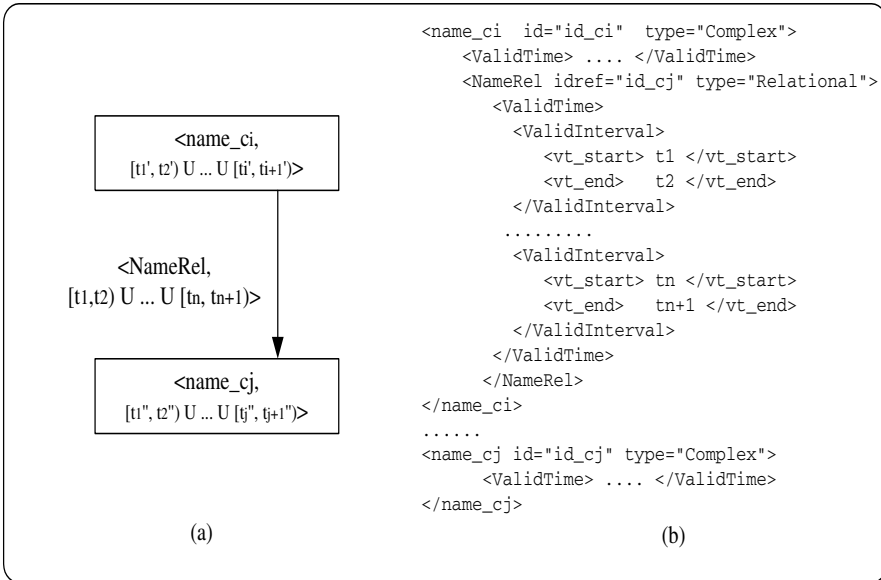 <name_ci,
[t1', t2') U ... U [ti', ti+1')>
<NameRel,
[t1,t2) U ... U [tn, tn+1)>
<name_cj,
[t1", t2") U ... U [tj", tj+1")>
(a)
<name_ci  id="id_ci"  type="Complex">
<ValidTime> .... </ValidTime>
<NameRel idref="id_cj" type="Relational">
<ValidTime>
<ValidInterval>
<vt_start> t1 </vt_start>
<vt_end>   t2 </vt_end>
</ValidInterval>
.........
<ValidInterval>
<vt_start> tn </vt_start>
<vt_end>   tn+1 </vt_end>
</ValidInterval>
</ValidTime>
</NameRel>
</name_ci>
......
<name_cj id="id_cj" type="Complex">
<ValidTime> .... </ValidTime>
</name_cj>
(b)